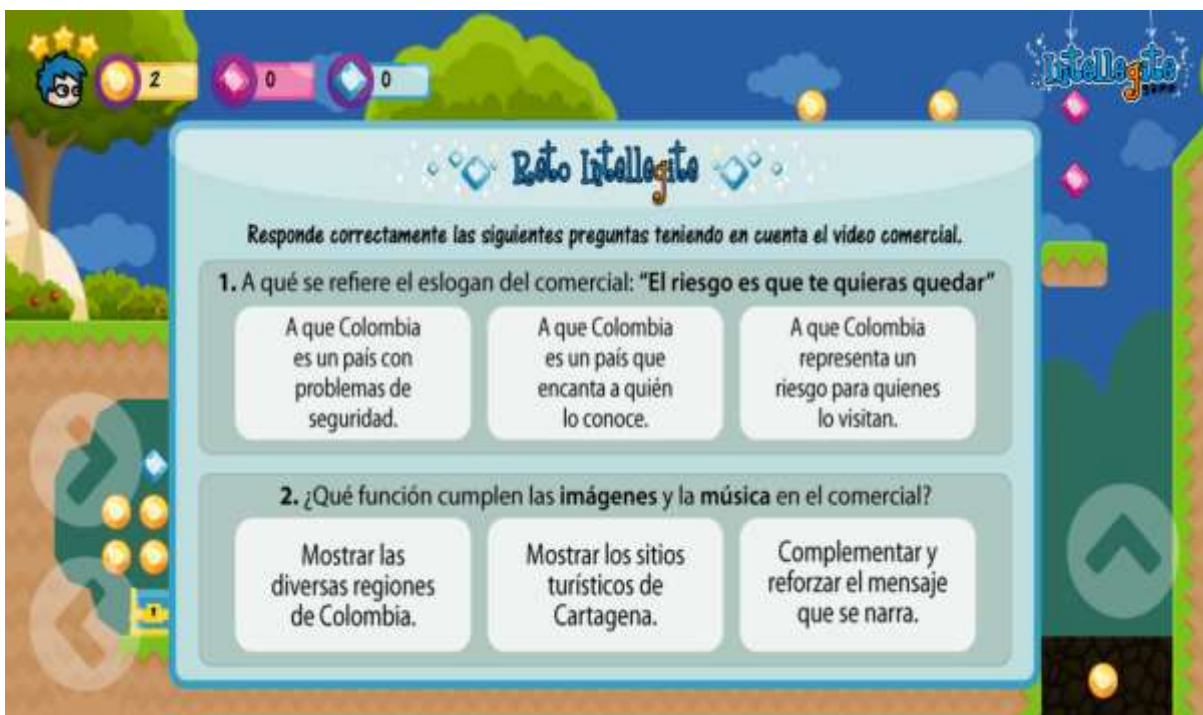 2 0 0
Intellegite
game
Reto Intellegite
Responde correctamente las siguientes preguntas teniendo en cuenta el video comercial.
1. A qué se refiere el eslogan del comercial: "El riesgo es que te quieras quedar"
A que Colombia
es un país con
problemas de
seguridad.
A que Colombia
es un país que
encanta a quién
lo conoce.
A que Colombia
representa un
riesgo para quienes
lo visitan.
2. ¿Qué función cumplen las imágenes y la música en el comercial?
Mostrar las
diversas regiones
de Colombia.
Mostrar los sitios
turísticos de
Cartagena.
Complementar y
reforzar el mensaje
que se narra.